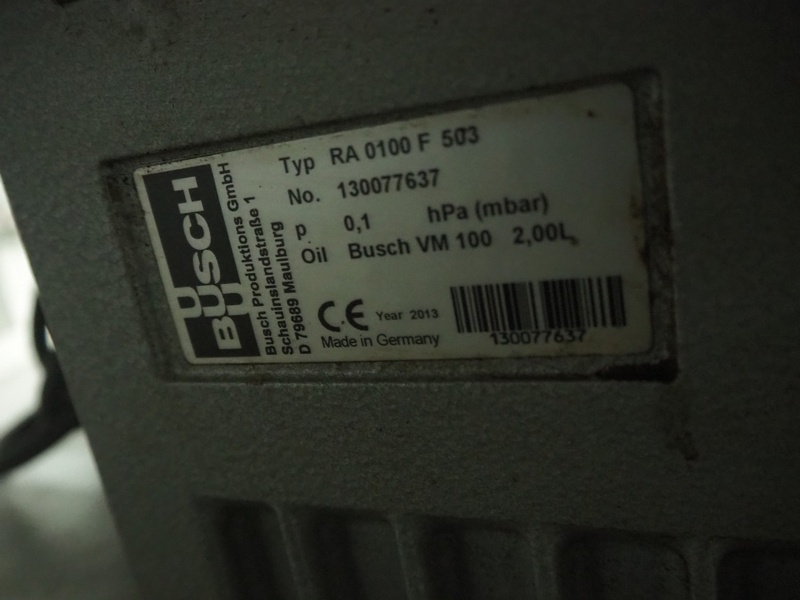 BUSCH
Busch Produktions GmbH
Schauinslandstraße 1
D 79689 Maulburg
Typ RA 0100 F 503
No. 130077637
p 0,1 hPa (mbar)
Oil Busch VM 100 2,00L
CE Year 2013
Made in Germany
130077637